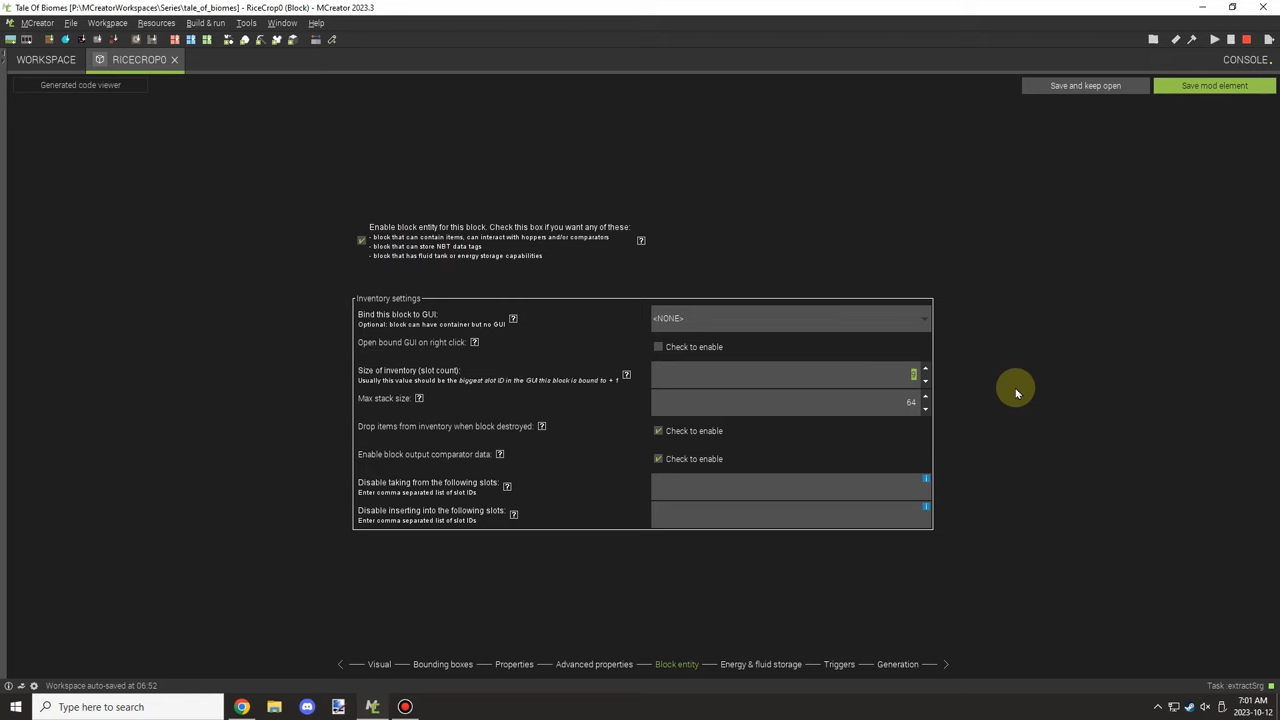 Tale Of Biomes [P:\MCreatorWorkspaces\Series\tale_of_biomes] - RiceCrop0 (Block) - MCreator 2023.3
MCreator File Workspace Resources Build & run Tools Window Help
WORKSPACE RICECROP0 CONSOLE
Generated code viewer Save and keep open Save mod element
Enable block entity for this block. Check this box if you want any of these:
- block that can contain items, can interact with hoppers and/or comparators
- block that can store NBT data tags
- block that has fluid tank or energy storage capabilities
Inventory settings
Bind this block to GUI: <NONE>
Optional: block can have container but no GUI
Open bound GUI on right click: Check to enable
Size of inventory (slot count): 9
Usually this value should be the biggest slot ID in the GUI this block is bound to + 1
Max stack size: 64
Drop items from inventory when block destroyed: Check to enable
Enable block output comparator data: Check to enable
Disable taking from the following slots:
Enter comma separated list of slot IDs
Disable inserting into the following slots:
Enter comma separated list of slot IDs
Visual Bounding boxes Properties Advanced properties Block entity Energy & fluid storage Triggers Generation
Workspace auto-saved at 06:52 Task :extractSrg
Type here to search 7:01 AM
2023-10-12